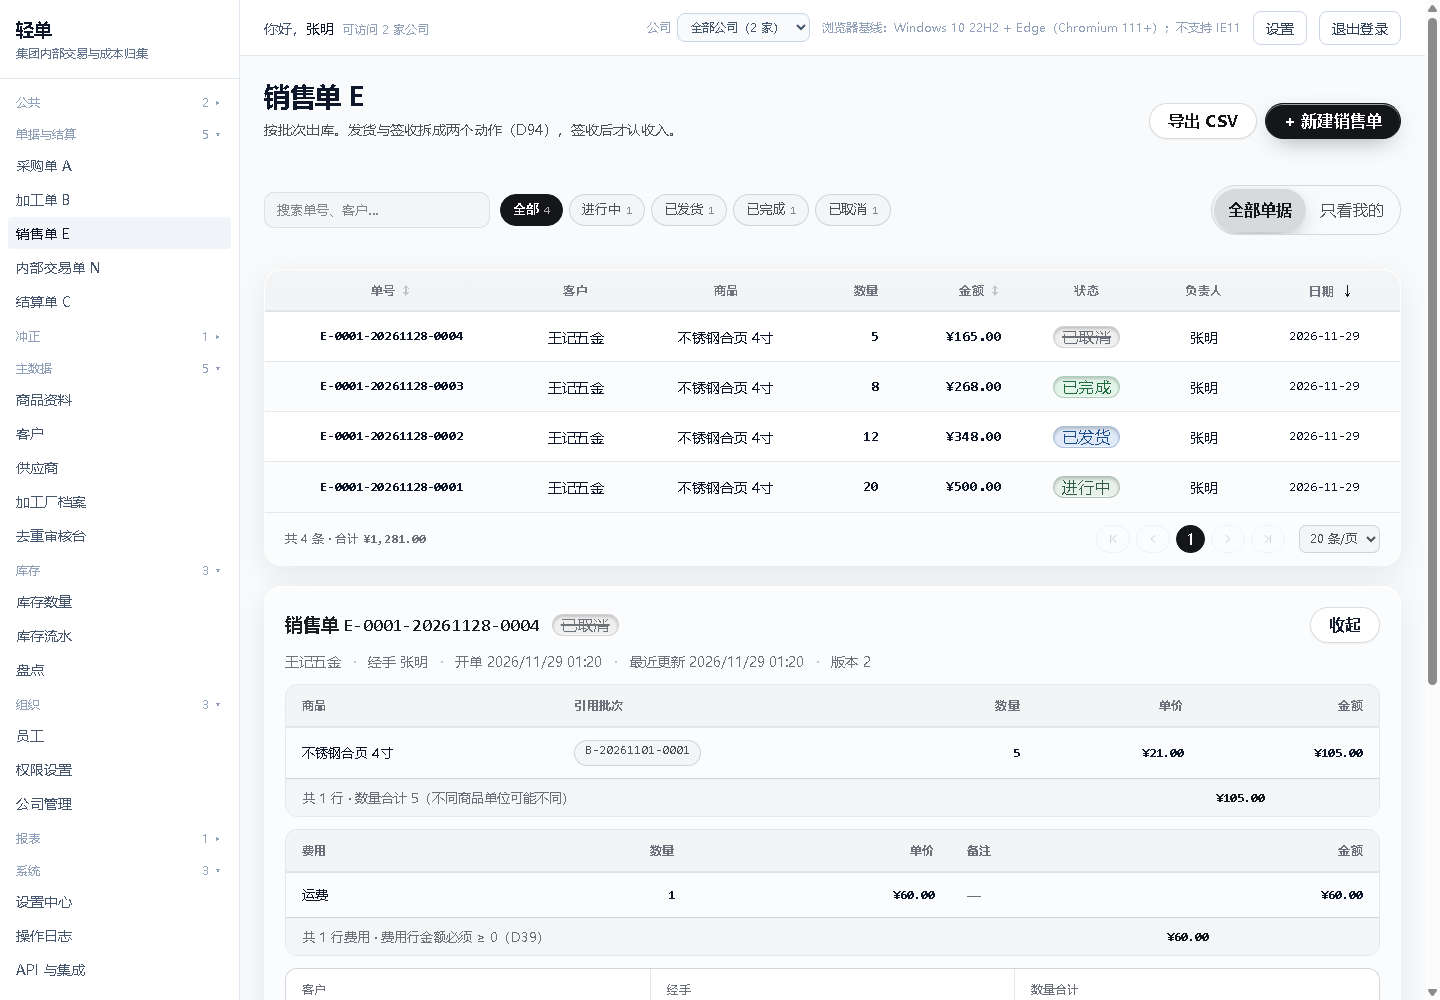 轻单
集团内部交易与成本归集
公共 2
单据与结算 5
采购单 A
加工单 B
销售单 E
内部交易单 N
结算单 C
冲正 1
主数据 5
商品资料
客户
供应商
加工厂档案
去重审核台
库存 3
库存数量
库存流水
盘点
组织 3
员工
权限设置
公司管理
报表 1
系统 3
设置中心
操作日志
API 与集成
你好，张明 可访问 2 家公司
公司 全部公司（2 家） 浏览器基线：Windows 10 22H2 + Edge（Chromium 111+）；不支持 IE11 设置 退出登录
销售单 E
按批次出库。发货与签收拆成两个动作（D94），签收后才认收入。
导出 CSV + 新建销售单
搜索单号、客户... 全部 4 进行中 1 已发货 1 已完成 1 已取消 1 全部单据 只看我的
单号 客户 商品 数量 金额 状态 负责人 日期 ↓
E-0001-20261128-0004 王记五金 不锈钢合页 4寸 5 ¥165.00 已取消 张明 2026-11-29
E-0001-20261128-0003 王记五金 不锈钢合页 4寸 8 ¥268.00 已完成 张明 2026-11-29
E-0001-20261128-0002 王记五金 不锈钢合页 4寸 12 ¥348.00 已发货 张明 2026-11-29
E-0001-20261128-0001 王记五金 不锈钢合页 4寸 20 ¥500.00 进行中 张明 2026-11-29
共 4 条 · 合计 ¥1,281.00 1 20 条/页
销售单 E-0001-20261128-0004 已取消 收起
王记五金 · 经手 张明 · 开单 2026/11/29 01:20 · 最近更新 2026/11/29 01:20 · 版本 2
商品 引用批次 数量 单价 金额
不锈钢合页 4寸 B-20261101-0001 5 ¥21.00 ¥105.00
共 1 行 · 数量合计 5（不同商品单位可能不同） ¥105.00
费用 数量 单价 备注 金额
运费 1 ¥60.00 — ¥60.00
共 1 行费用 · 费用行金额必须 ≥ 0（D39） ¥60.00
客户 经手 数量合计